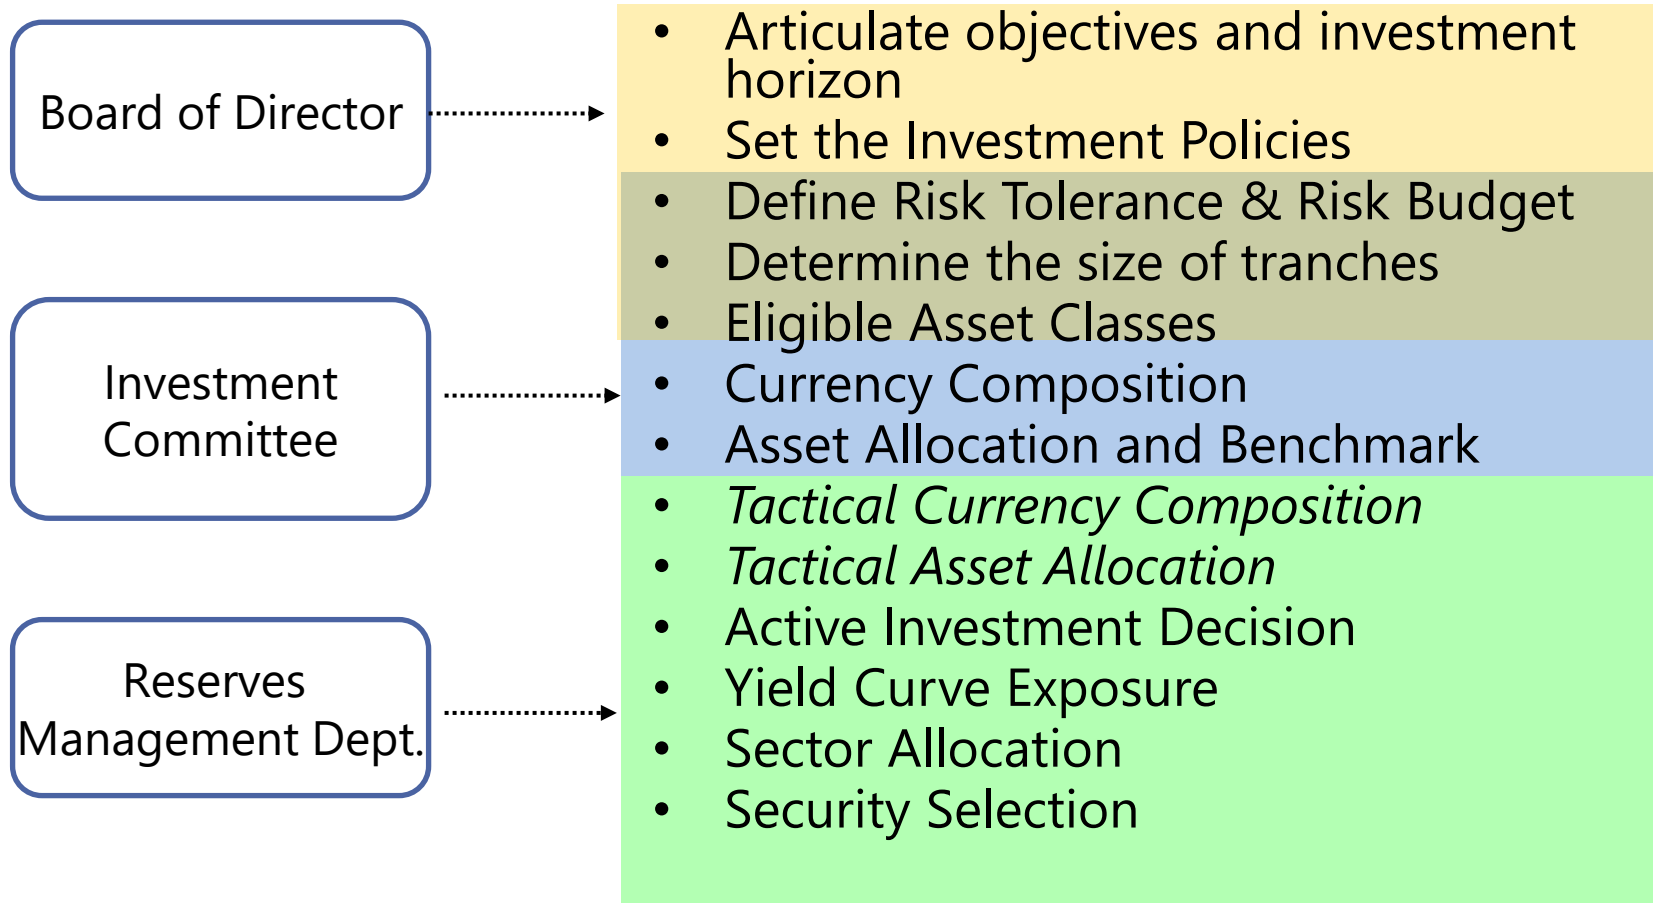 Board of Director
• Articulate objectives and investment
horizon
• Set the Investment Policies
• Define Risk Tolerance & Risk Budget
• Determine the size of tranches
• Eligible Asset Classes
Investment
Committee
• Currency Composition
• Asset Allocation and Benchmark
• Tactical Currency Composition
• Tactical Asset Allocation
• Active Investment Decision
Reserves
Management Dept.
• Yield Curve Exposure
• Sector Allocation
• Security Selection